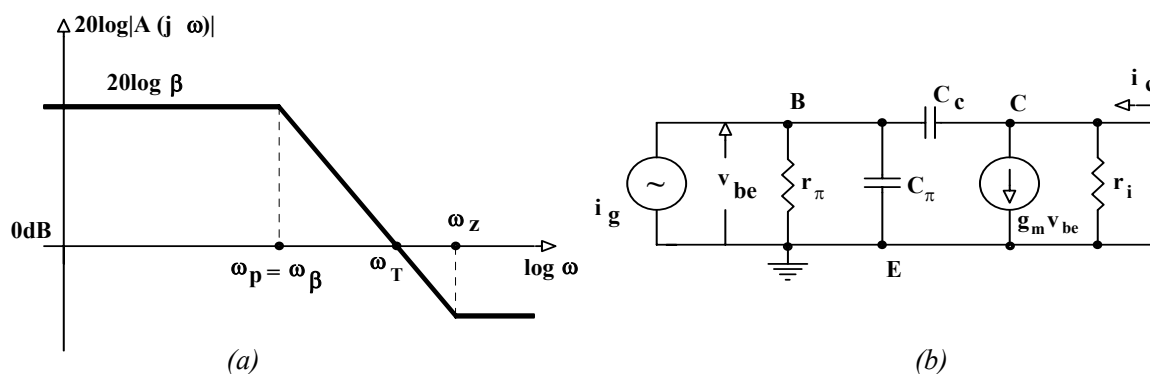 20log|A (j ω)|
20log β
0dB
ω_p = ω_β
ω_T
ω_z
log ω
(a)
B
C_c
C
i_c
v_be
r_π
C_π
r_i
i_g
~
g_m v_be
E
(b)